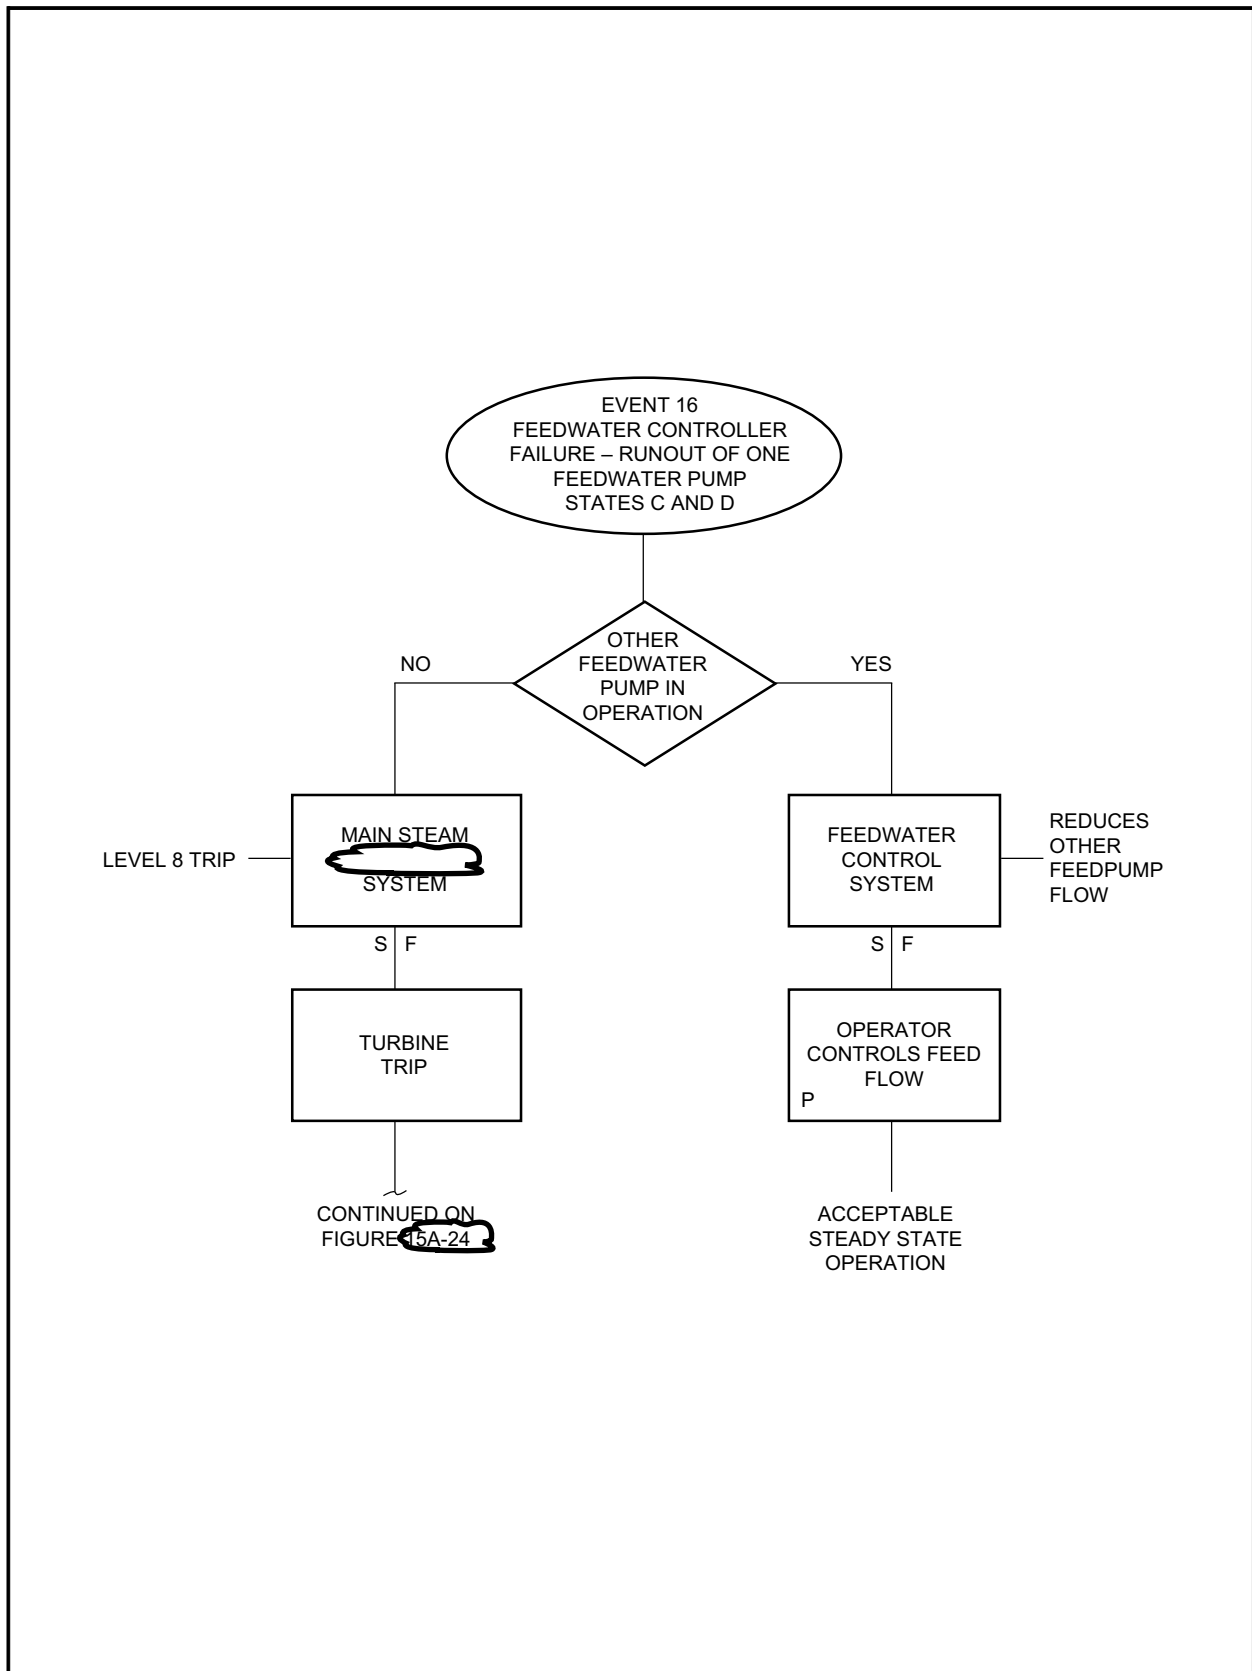 EVENT 16
FEEDWATER CONTROLLER
FAILURE – RUNOUT OF ONE
FEEDWATER PUMP
STATES C AND D
OTHER
FEEDWATER
PUMP IN
OPERATION
NO
YES
LEVEL 8 TRIP
MAIN STEAM
SYSTEM
FEEDWATER
CONTROL
SYSTEM
REDUCES
OTHER
FEEDPUMP
FLOW
S F
S F
TURBINE
TRIP
OPERATOR
CONTROLS FEED
FLOW
P
CONTINUED ON
FIGURE 15A-24
ACCEPTABLE
STEADY STATE
OPERATION